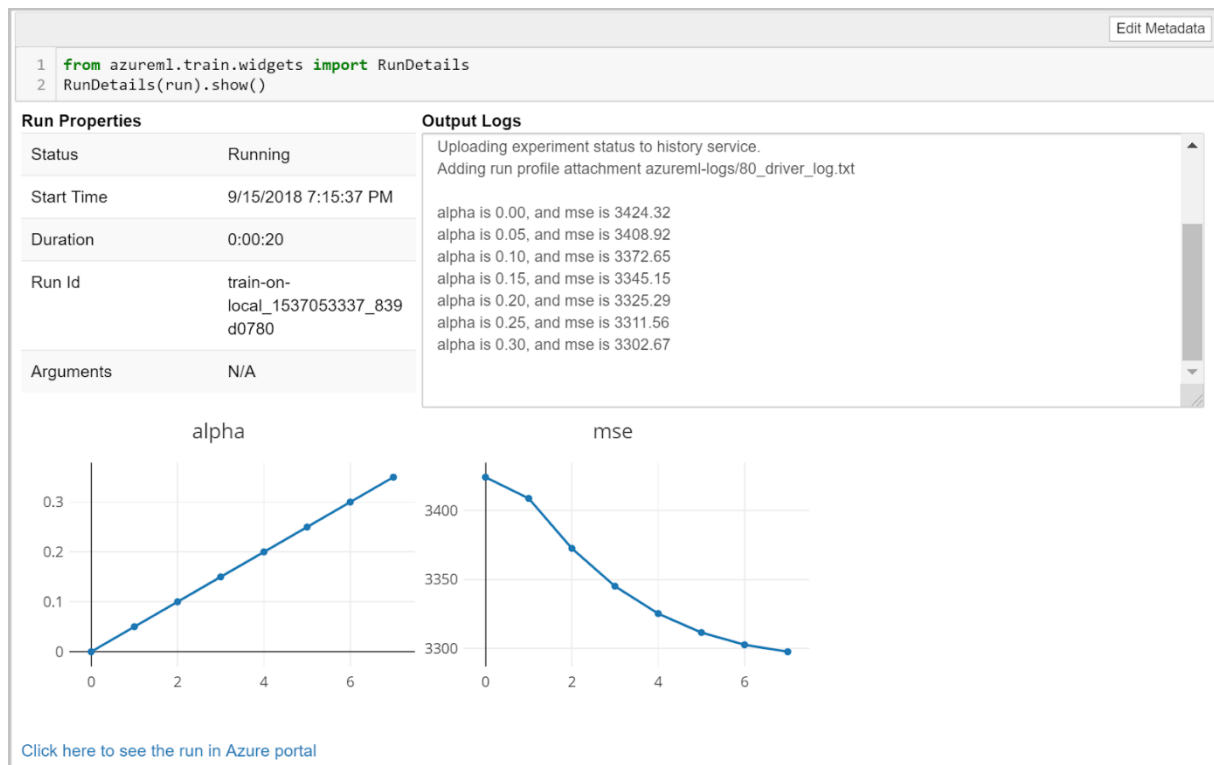 Edit Metadata
1 from azureml.train.widgets import RunDetails
2 RunDetails(run).show()
Run Properties
Status Running
Start Time 9/15/2018 7:15:37 PM
Duration 0:00:20
Run Id train-on-
local_1537053337_839
d0780
Arguments N/A
Output Logs
Uploading experiment status to history service.
Adding run profile attachment azureml-logs/80_driver_log.txt
alpha is 0.00, and mse is 3424.32
alpha is 0.05, and mse is 3408.92
alpha is 0.10, and mse is 3372.65
alpha is 0.15, and mse is 3345.15
alpha is 0.20, and mse is 3325.29
alpha is 0.25, and mse is 3311.56
alpha is 0.30, and mse is 3302.67
alpha
0.3
0.2
0.1
0
0 2 4 6
mse
3400
3350
3300
0 2 4 6
Click here to see the run in Azure portal